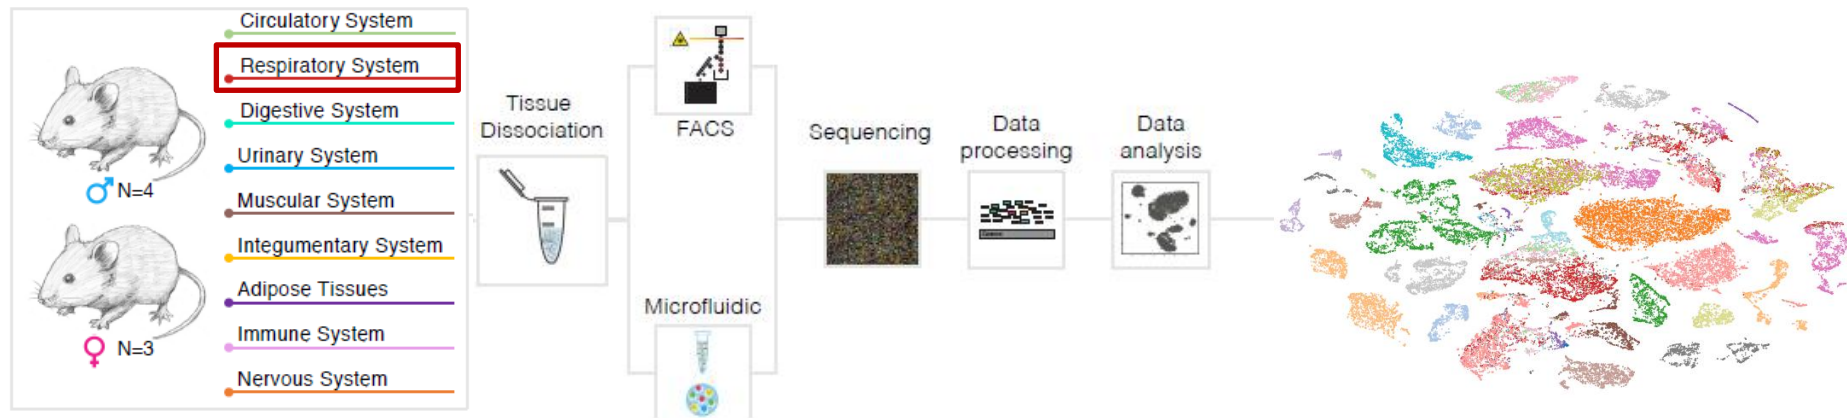 Circulatory System
Respiratory System
Digestive System
Urinary System
Muscular System
Integumentary System
Adipose Tissues
Immune System
Nervous System
♂ N=4
♀ N=3
Tissue
Dissociation
FACS
Microfluidic
Sequencing
Data
processing
Data
analysis